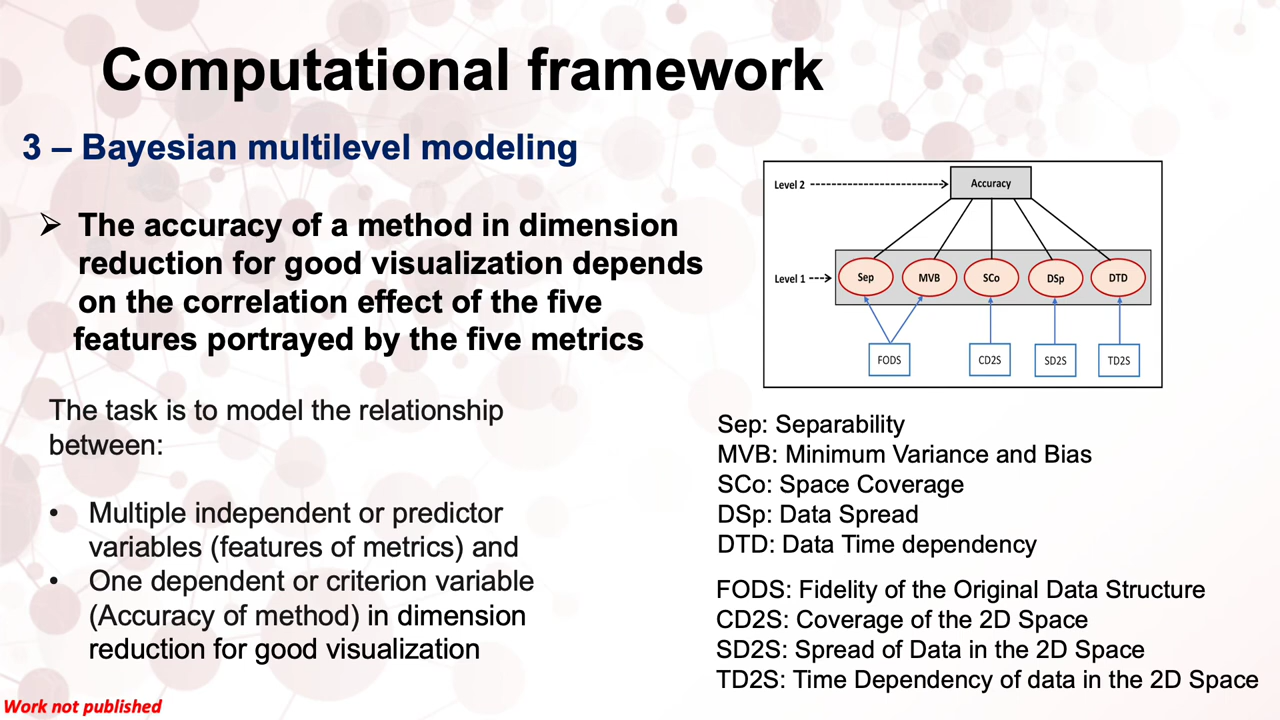 Computational framework
3 – Bayesian multilevel modeling
➢ The accuracy of a method in dimension
reduction for good visualization depends
on the correlation effect of the five
features portrayed by the five metrics
The task is to model the relationship
between:
• Multiple independent or predictor
variables (features of metrics) and
• One dependent or criterion variable
(Accuracy of method) in dimension
reduction for good visualization
Work not published
Level 2
Accuracy
Level 1
Sep
MVB
SCo
DSp
DTD
FODS
CD2S
SD2S
TD2S
Sep: Separability
MVB: Minimum Variance and Bias
SCo: Space Coverage
DSp: Data Spread
DTD: Data Time dependency
FODS: Fidelity of the Original Data Structure
CD2S: Coverage of the 2D Space
SD2S: Spread of Data in the 2D Space
TD2S: Time Dependency of data in the 2D Space